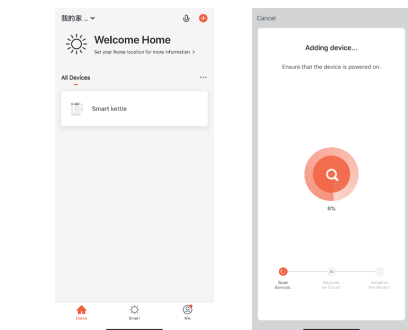 我的家 ...
Welcome Home
Set your home location for more information >
All Devices
...
Smart kettle
Home
Smart
Me
Cancel
Adding device...
Ensure that the device is powered on.
6%
Scan
devices.
Register
on Cloud.
Initialize
the device.